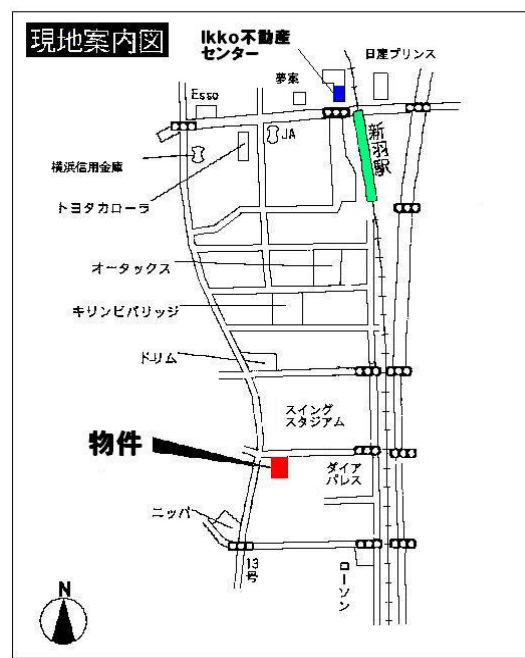 現地案内図
Ikko不動産
センター
日産プリンス
夢案
Esso
JA
新羽駅
横浜信用金庫
トヨタカローラ
オータックス
キリンビバリッジ
ドリム
スイング
スタジアム
物件
ダイア
パレス
ニッパ
13号
ローソン
N